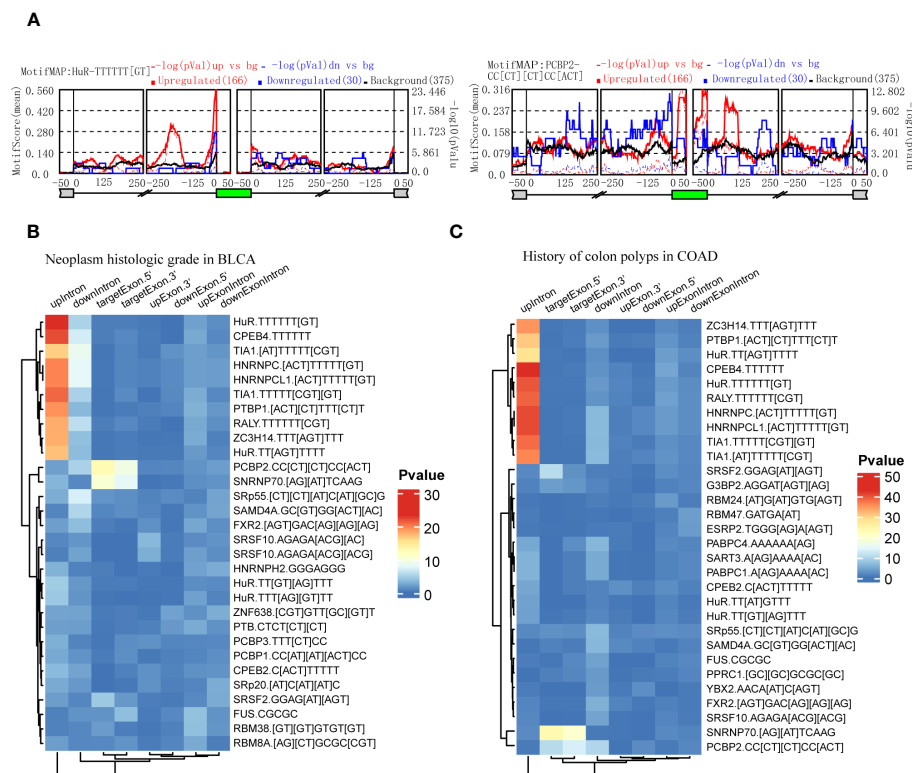 A
MotifMAP:HuR-TTTTTT[GT]
-log(pVal)up vs bg
-log(pVal)dn vs bg
Upregulated(166)
Downregulated(30)
Background(375)
MotifScore(mean)
0.560
0.420
0.280
0.140
0.0
23.446
17.584
11.723
5.861
0.0
-log10(pValu
-50 0 125 -250 -125 50-50 0 125 -250 -125 0 50
MotifMAP:PCBP2-
CC[CT][CT]CC[ACT]
-log(pVal)up vs bg
-log(pVal)dn vs bg
Upregulated(166)
Downregulated(30)
Background(375)
MotifScore(mean)
0.316
0.237
0.158
0.079
0.0
12.802
9.602
6.401
3.201
0.0
-log10(pValu
-50 0 125 -250 -125 -500 125 -250 -125 0 50
B
Neoplasm histologic grade in BLCA
upIntron
downIntron
targetExon.5'
targetExon.3'
upExon.3'
downExon.5'
upExonIntron
downExonIntron
HuR.TTTTTT[GT]
CPEB4.TTTTTT
TIA1.[AT]TTTTT[CGT]
HNRNPC.[ACT]TTTTT[GT]
HNRNPCL1.[ACT]TTTTT[GT]
TIA1.TTTTT[CGT][GT]
PTBP1.[ACT][CT]TTT[CT]T
RALY.TTTTTT[CGT]
ZC3H14.TTT[AGT]TTT
HuR.TT[AGT]TTTT
PCBP2.CC[CT][CT]CC[ACT]
SNRNP70.[AG][AT]TCAAG
SRp55.[CT][CT][AT]C[AT][GC]G
SAMD4A.GC[GT]GG[ACT][AC]
FXR2.[AGT]GAC[AG][AG][AG]
SRSF10.AGAGA[ACG][AC]
SRSF10.AGAGA[ACG][ACG]
HNRNPH2.GGGAGGG
HuR.TT[GT][AG]TTT
HuR.TTT[AG][GT]TT
ZNF638.[CGT]GTT[GC][GT]T
PTB.CTCT[CT][CT]
PCBP3.TTT[CT]CC
PCBP1.CC[AT][AT][ACT]CC
CPEB2.C[ACT]TTTTT
SRp20.[AT]C[AT][AT]C
SRSF2.GGAG[AT][AGT]
FUS.CGCGC
RBM38.[GT][GT]GTGT[GT]
RBM8A.[AG][CT]GCGC[CGT]
Pvalue
30
20
10
0
C
History of colon polyps in COAD
upIntron
targetExon.5'
targetExon.3'
downIntron
upExon.3'
downExon.5'
upExonIntron
downExonIntron
ZC3H14.TTT[AGT]TTT
PTBP1.[ACT][CT]TTT[CT]T
HuR.TT[AGT]TTTT
CPEB4.TTTTTT
HuR.TTTTTT[GT]
RALY.TTTTTT[CGT]
HNRNPC.[ACT]TTTTT[GT]
HNRNPCL1.[ACT]TTTTT[GT]
TIA1.TTTTT[CGT][GT]
TIA1.[AT]TTTTT[CGT]
SRSF2.GGAG[AT][AGT]
G3BP2.AGGAT[AGT][AG]
RBM24.[AT]G[AT]GTG[AGT]
RBM47.GATGA[AT]
ESRP2.TGGG[AG]A[AGT]
PABPC4.AAAAAA[AG]
SART3.A[AG]AAAA[AC]
PABPC1.A[AG]AAAA[AC]
CPEB2.C[ACT]TTTTT
HuR.TT[AT]GTTT
HuR.TT[GT][AG]TTT
SRp55.[CT][CT][AT]C[AT][GC]G
SAMD4A.GC[GT]GG[ACT][AC]
FUS.CGCGC
PPRC1.[GC][GC]GCGC[GC]
YBX2.AACA[AT]C[AGT]
FXR2.[AGT]GAC[AG][AG][AG]
SRSF10.AGAGA[ACG][ACG]
SNRNP70.[AG][AT]TCAAG
PCBP2.CC[CT][CT]CC[ACT]
Pvalue
50
40
30
20
10
0